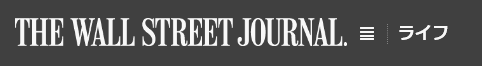 THE WALL STREET JOURNAL. ライフ